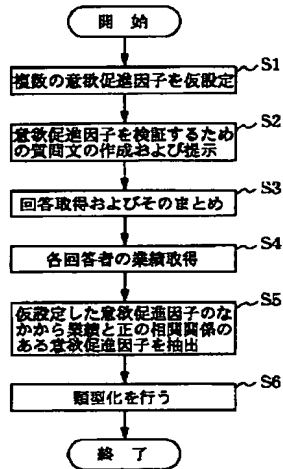 開 始
S1
複数の意欲促進因子を仮設定
S2
意欲促進因子を検証するため
の質問文の作成および提示
S3
回答取得およびそのまとめ
S4
各回答者の業績取得
S5
仮設定した意欲促進因子のな
かから業績と正の相関関係の
ある意欲促進因子を抽出
S6
類型化を行う
終 了